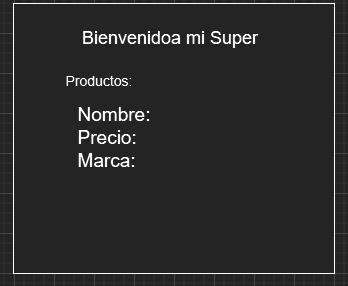 Bienvenidoa mi Super
Productos:
Nombre:
Precio:
Marca: